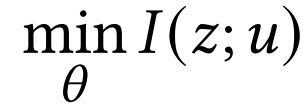 min I(z; u)
θ